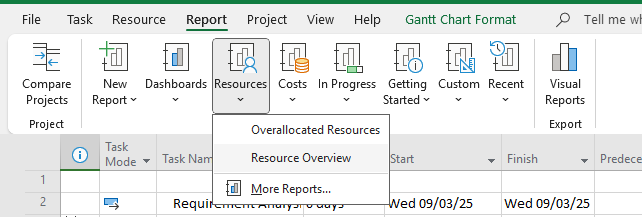 File Task Resource Report Project View Help Gantt Chart Format Tell me
Compare Projects
New Report
Dashboards
Resources
Costs
In Progress
Getting Started
Custom
Recent
Visual Reports
Project
Export
Overallocated Resources
Resource Overview
More Reports...
Task Mode
Task Nam
Start
Finish
Predece
1
2 Requirement Analys days Wed 09/03/25 Wed 09/03/25